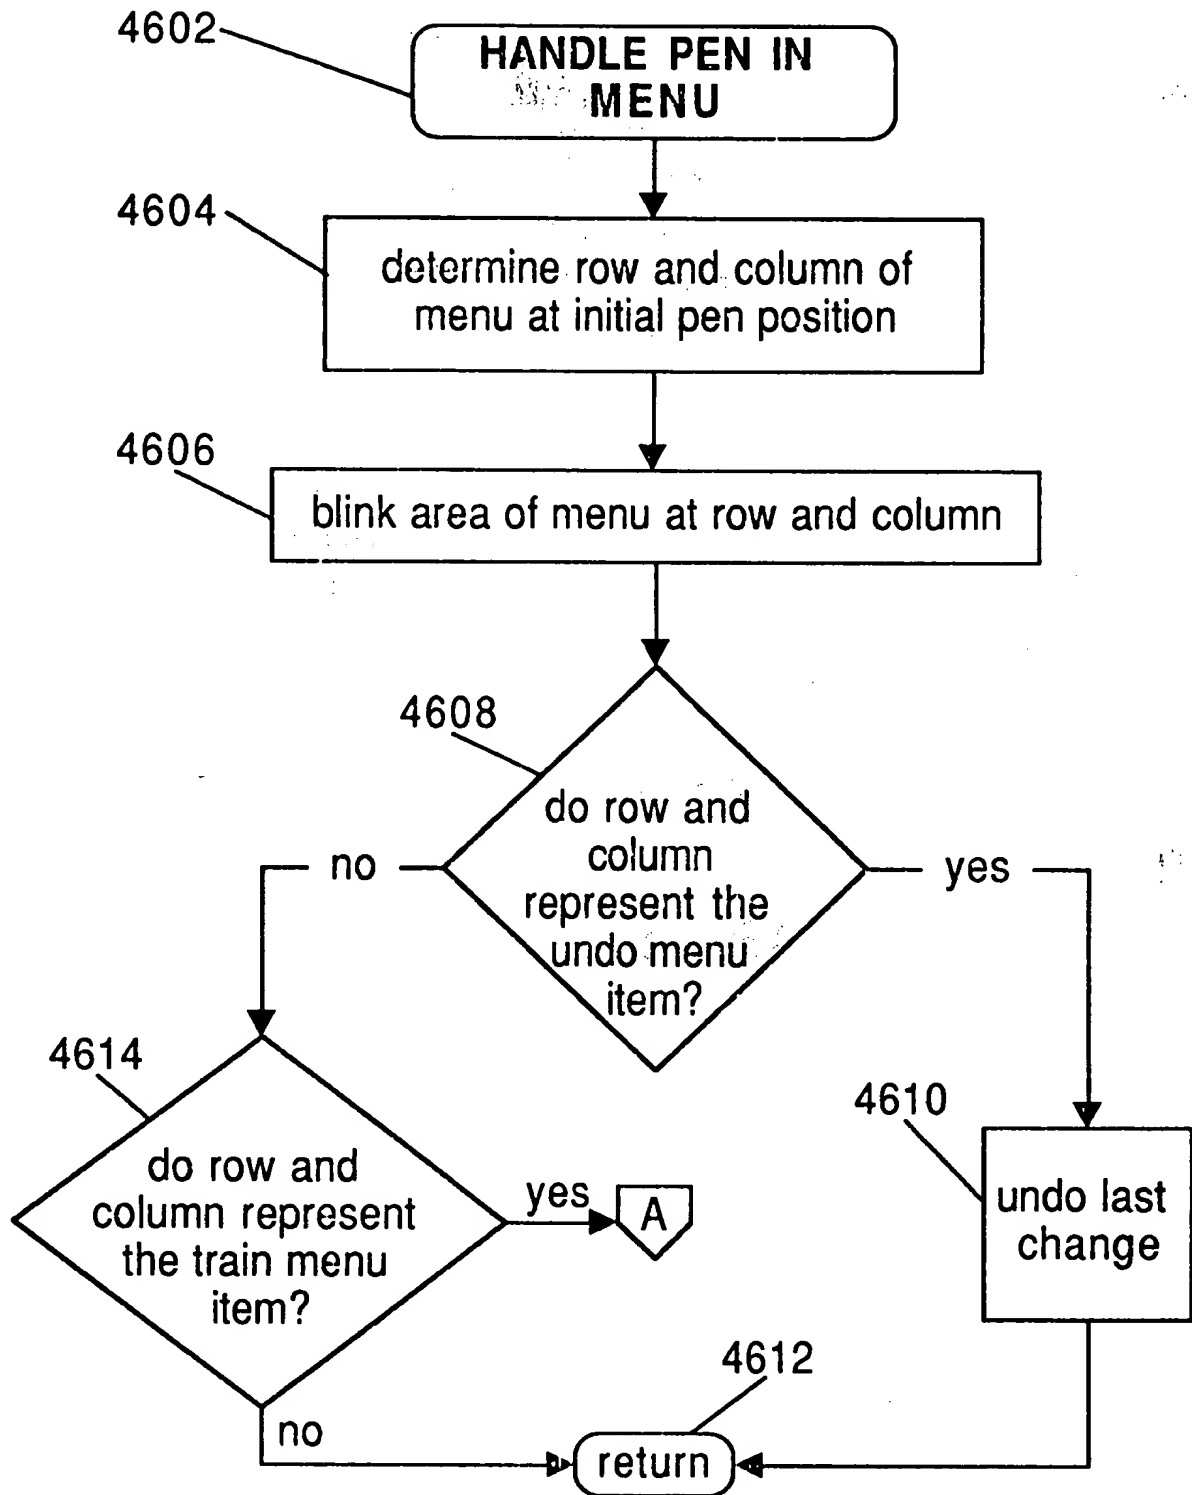 4602
HANDLE PEN IN
MENU
4604
determine row and column of
menu at initial pen position
4606
blink area of menu at row and column
4608
do row and
column
represent the
undo menu
item?
no
yes
4614
do row and
column represent
the train menu
item?
yes
A
4610
undo last
change
4612
no
return